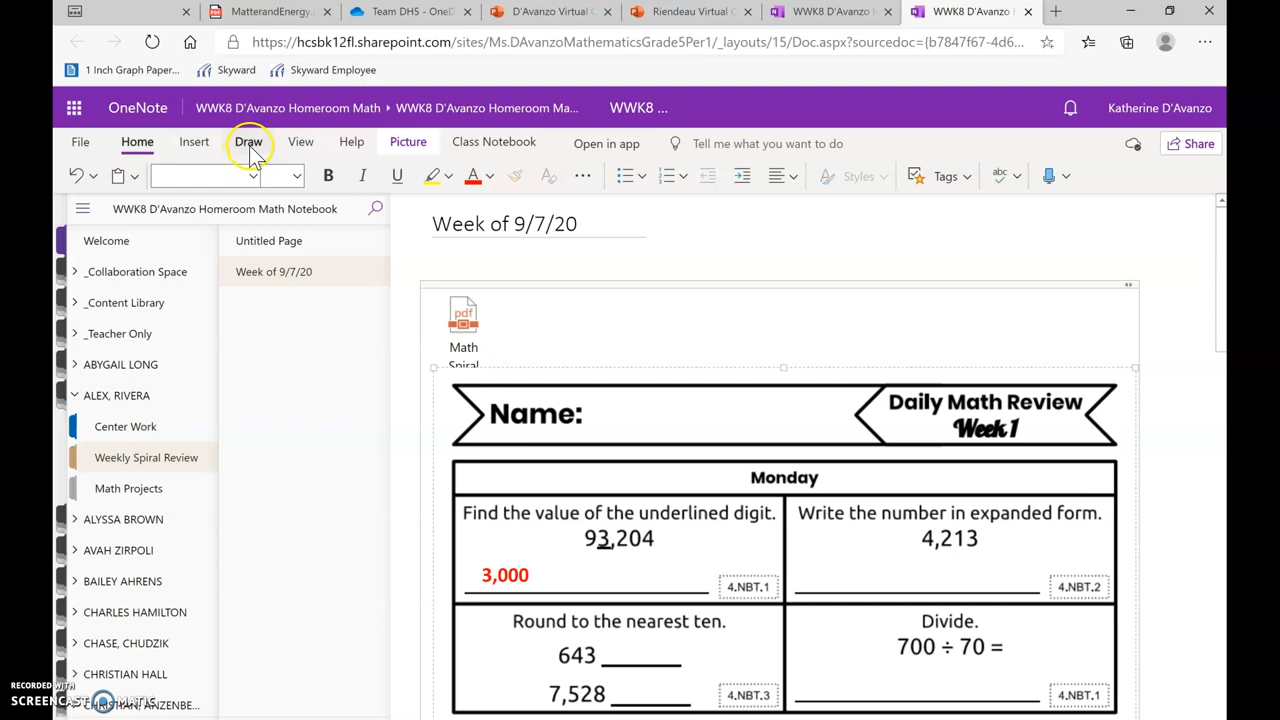 MatterandEnergy.
Team DH5 - OneD
D'Avanzo Virtual C
Riendeau Virtual C
WWK8 D'Avanzo H
WWK8 D'Avanzo H
https://hcsbk12fl.sharepoint.com/sites/Ms.DAvanzoMathematicsGrade5Per1/_layouts/15/Doc.aspx?sourcedoc={b7847f67-4d6...
1 Inch Graph Paper...
Skyward
Skyward Employee
OneNote
WWK8 D'Avanzo Homeroom Math
WWK8 D'Avanzo Homeroom Ma...
WWK8 ...
Katherine D'Avanzo
File Home Insert Draw View Help Picture Class Notebook Open in app Tell me what you want to do
Share
B I U A Styles Tags abc
WWK8 D'Avanzo Homeroom Math Notebook
Welcome
_Collaboration Space
_Content Library
_Teacher Only
ABYGAIL LONG
ALEX, RIVERA
Center Work
Weekly Spiral Review
Math Projects
ALYSSA BROWN
AVAH ZIRPOLI
BAILEY AHRENS
CHARLES HAMILTON
CHASE, CHUDZIK
CHRISTIAN HALL
Untitled Page
Week of 9/7/20
Week of 9/7/20
pdf
Math
Spiral
Name:
Daily Math Review
Week 1
Monday
Find the value of the underlined digit.
93,204
3,000
4.NBT.1
Write the number in expanded form.
4,213
4.NBT.2
Round to the nearest ten.
643 ______
7,528 ______
4.NBT.3
Divide.
700 ÷ 70 =
4.NBT.1
RECORDED WITH
SCREENCAST MATIC